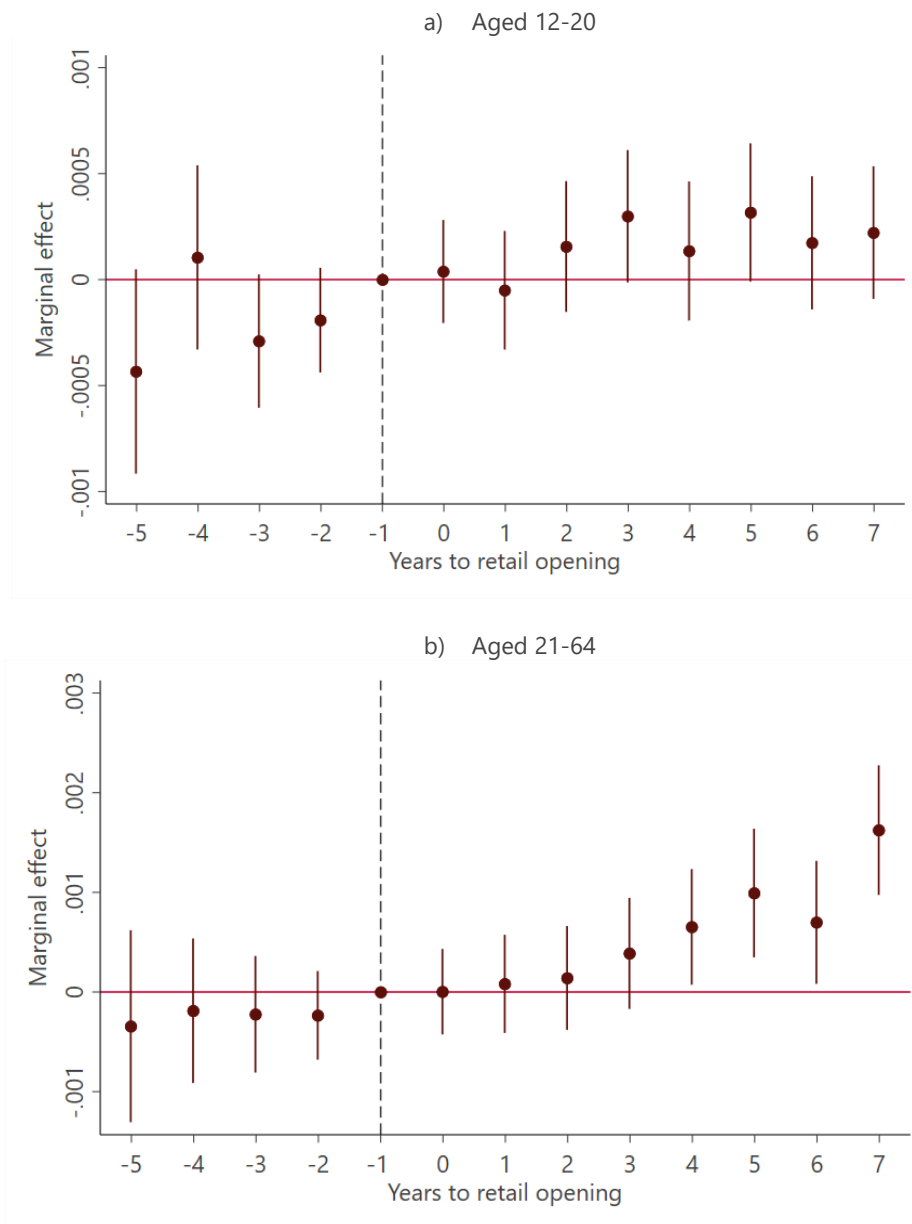 a) Aged 12-20
Marginal effect
.001
.0005
0
-.0005
-.001
-5 -4 -3 -2 -1 0 1 2 3 4 5 6 7
Years to retail opening
b) Aged 21-64
Marginal effect
.003
.002
.001
0
-.001
-5 -4 -3 -2 -1 0 1 2 3 4 5 6 7
Years to retail opening